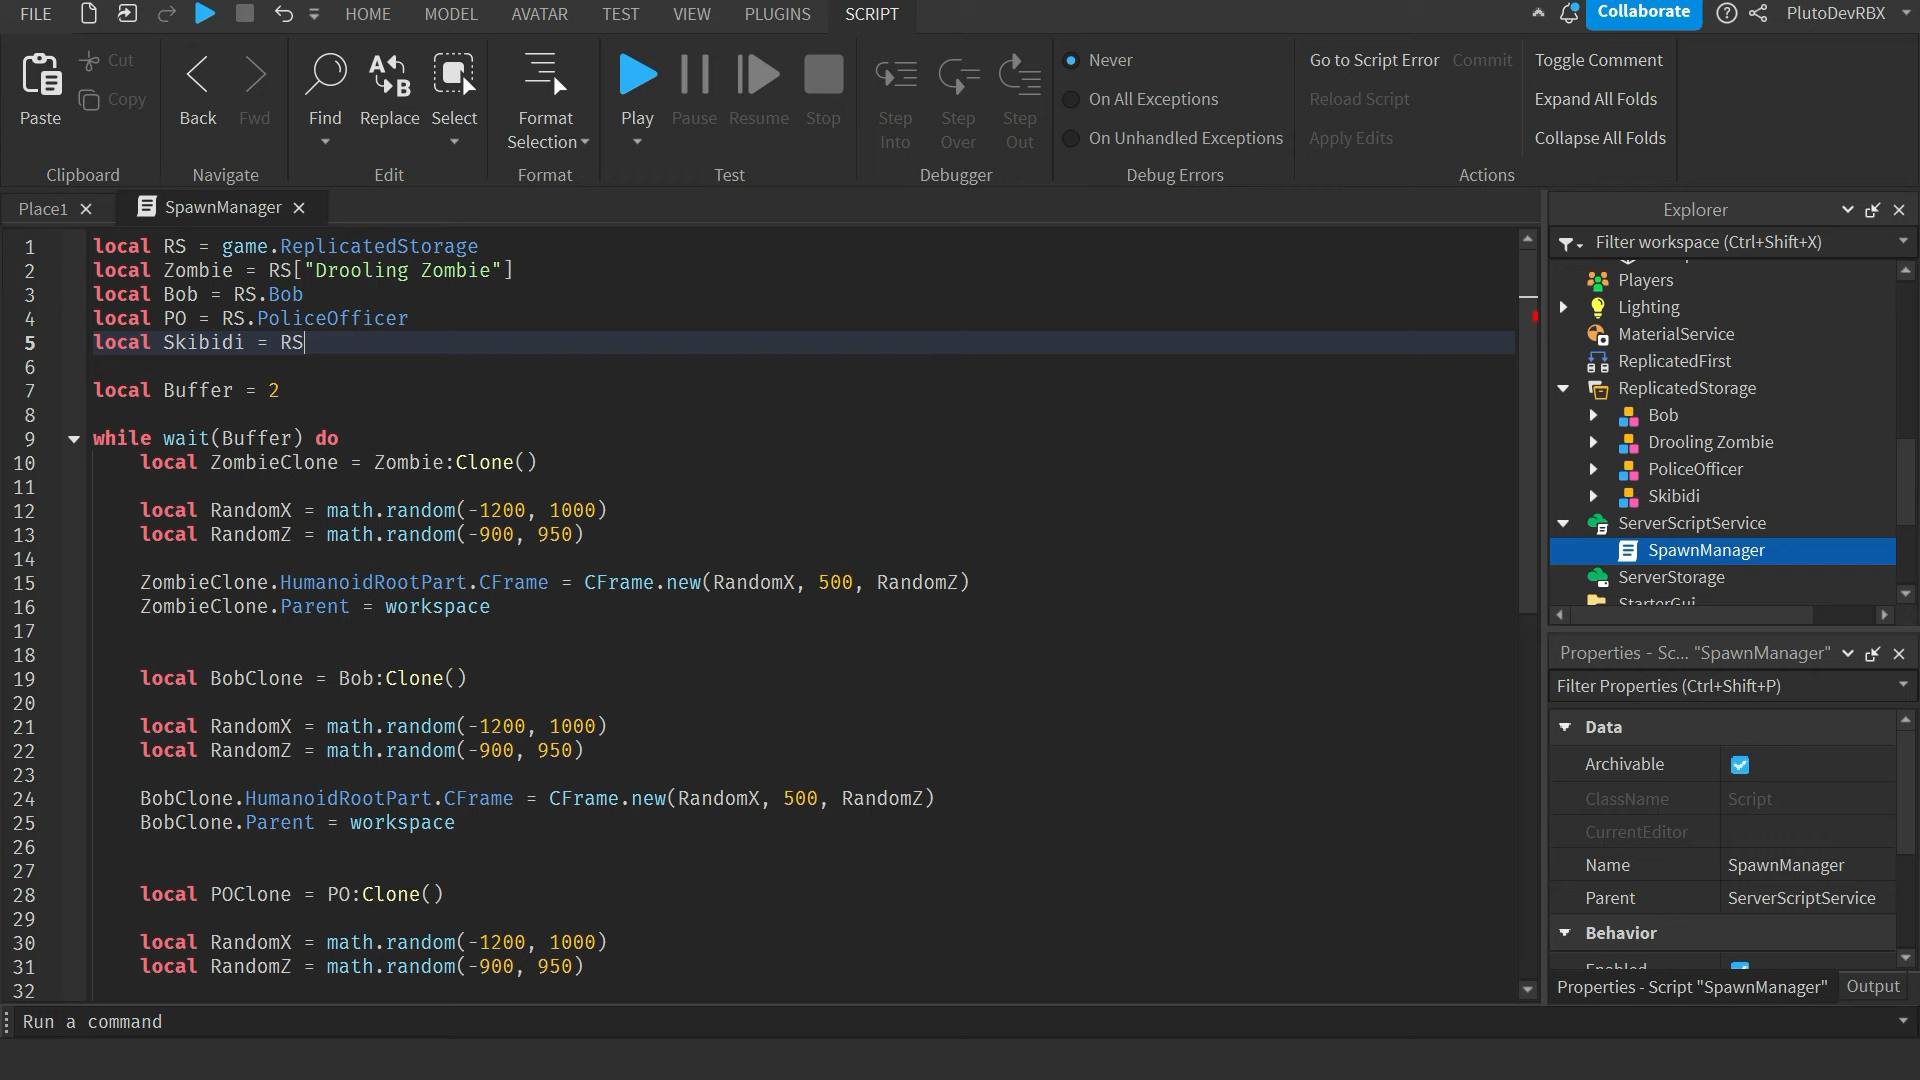 FILE HOME MODEL AVATAR TEST VIEW PLUGINS SCRIPT Collaborate PlutoDevRBX
Paste Cut Copy
Clipboard
Back Fwd
Navigate
Find Replace Select
Edit
Format Selection
Format
Play Pause Resume Stop
Test
Step Into Step Over Step Out
Debugger
Never
On All Exceptions
On Unhandled Exceptions
Debug Errors
Go to Script Error Commit Toggle Comment
Reload Script Expand All Folds
Apply Edits Collapse All Folds
Actions
Place1 SpawnManager
1 local RS = game.ReplicatedStorage
2 local Zombie = RS["Drooling Zombie"]
3 local Bob = RS.Bob
4 local PO = RS.PoliceOfficer
5 local Skibidi = RS
6
7 local Buffer = 2
8
9 while wait(Buffer) do
10 local ZombieClone = Zombie:Clone()
11
12 local RandomX = math.random(-1200, 1000)
13 local RandomZ = math.random(-900, 950)
14
15 ZombieClone.HumanoidRootPart.CFrame = CFrame.new(RandomX, 500, RandomZ)
16 ZombieClone.Parent = workspace
17
18
19 local BobClone = Bob:Clone()
20
21 local RandomX = math.random(-1200, 1000)
22 local RandomZ = math.random(-900, 950)
23
24 BobClone.HumanoidRootPart.CFrame = CFrame.new(RandomX, 500, RandomZ)
25 BobClone.Parent = workspace
26
27
28 local POClone = PO:Clone()
29
30 local RandomX = math.random(-1200, 1000)
31 local RandomZ = math.random(-900, 950)
32
Explorer
Filter workspace (Ctrl+Shift+X)
Players
Lighting
MaterialService
ReplicatedFirst
ReplicatedStorage
Bob
Drooling Zombie
PoliceOfficer
Skibidi
ServerScriptService
SpawnManager
ServerStorage
StarterGui
Properties - Sc... "SpawnManager"
Filter Properties (Ctrl+Shift+P)
Data
Archivable
ClassName Script
CurrentEditor
Name SpawnManager
Parent ServerScriptService
Behavior
Enabled
Properties - Script "SpawnManager" Output
Run a command